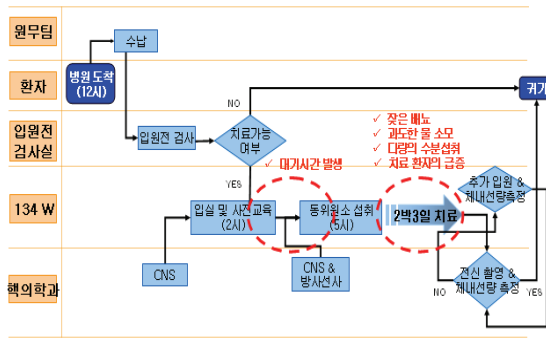 원무팀
수납
환자
병원 도착
(12시)
귀가
NO
입원전
검사실
입원전 검사
치료가능
여부
✓ 잦은 배뇨
✓ 과도한 물 소모
✓ 다량의 수분섭취
✓ 치료 환자의 급증
✓ 대기시간 발생
YES
추가 입원 &
체내선량측정
134 W
입실 및 사전교육
(2시)
동위원소 섭취
(5시)
2박3일 치료
핵의학과
CNS
CNS &
방사선사
전신 촬영 &
체내선량 측정
NO
YES